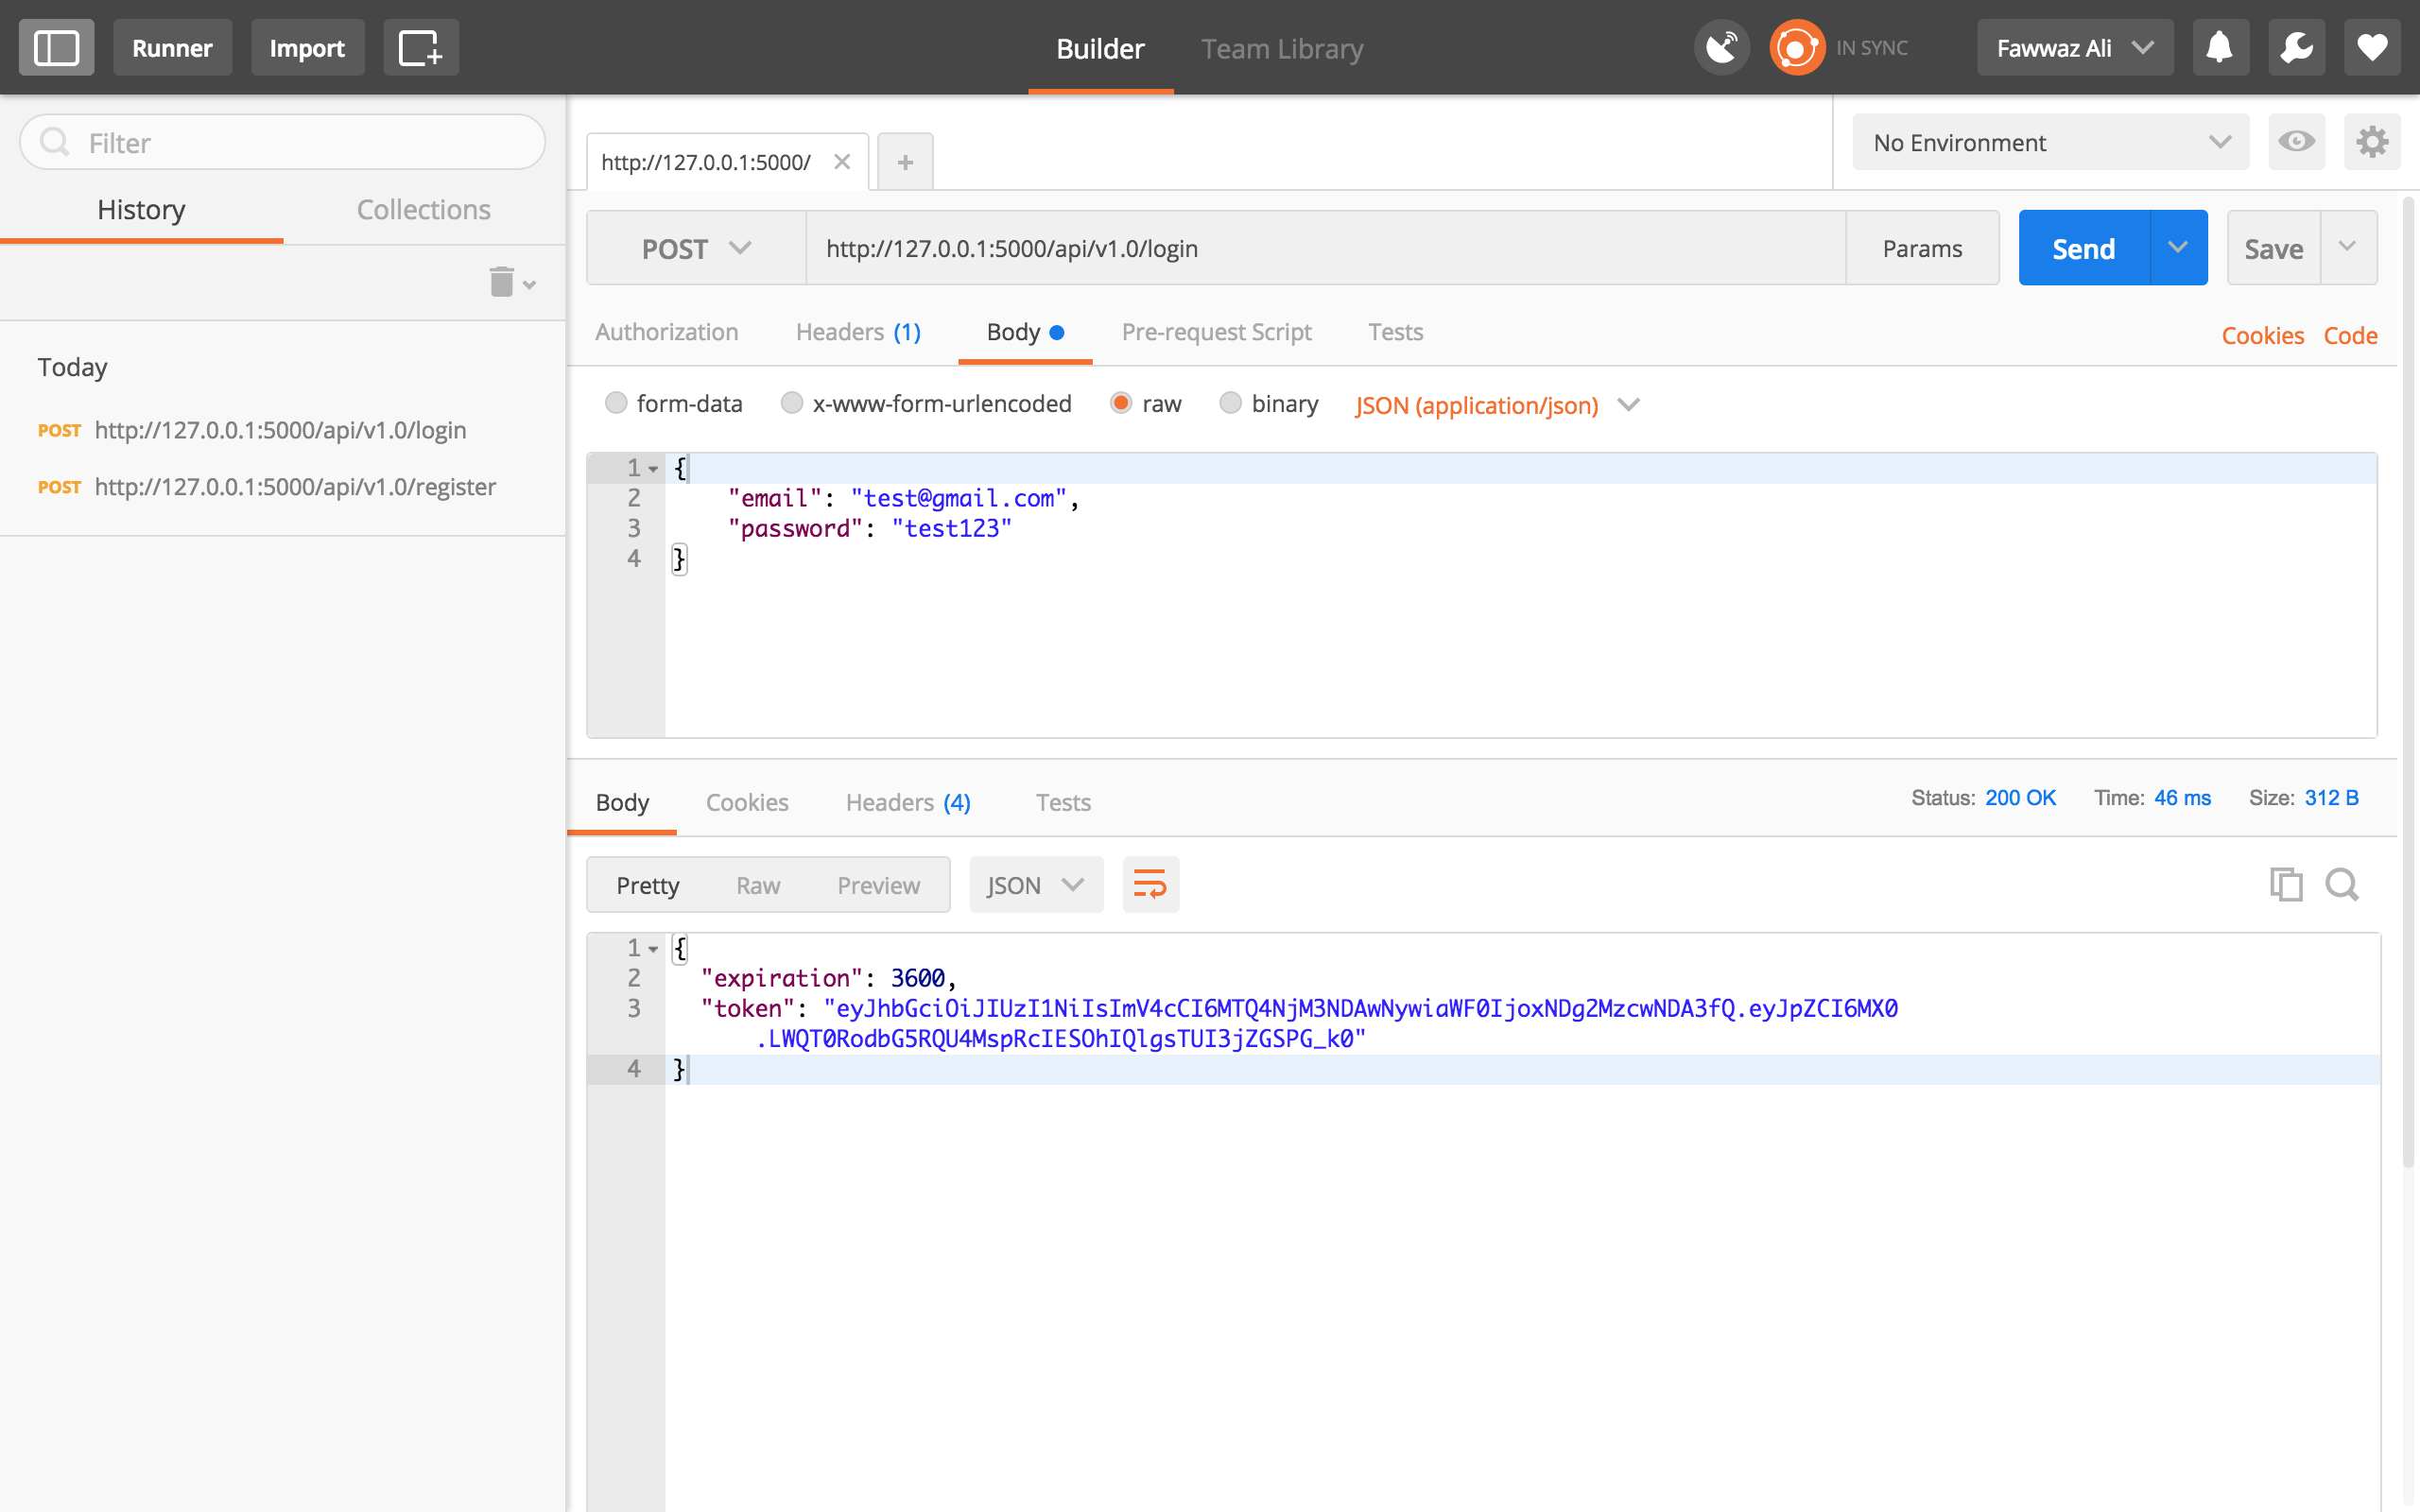 Runner Import Builder Team Library IN SYNC Fawwaz Ali
Filter
History Collections
Today
POST http://127.0.0.1:5000/api/v1.0/login
POST http://127.0.0.1:5000/api/v1.0/register
http://127.0.0.1:5000/ No Environment
POST http://127.0.0.1:5000/api/v1.0/login Params Send Save
Authorization Headers (1) Body Pre-request Script Tests Cookies Code
form-data x-www-form-urlencoded raw binary JSON (application/json)
1 {
2 "email": "test@gmail.com",
3 "password": "test123"
4 }
Body Cookies Headers (4) Tests Status: 200 OK Time: 46 ms Size: 312 B
Pretty Raw Preview JSON
1 {
2 "expiration": 3600,
3 "token": "eyJhbGciOiJIUzI1NiIsImV4cCI6MTQ4NjM3NDAwNywiaWF0IjoxNDg2MzcwNDA3fQ.eyJpZCI6MX0
.LWQT0RodbG5RQU4MspRcIESOhIQlgsTUI3jZGSPG_k0"
4 }